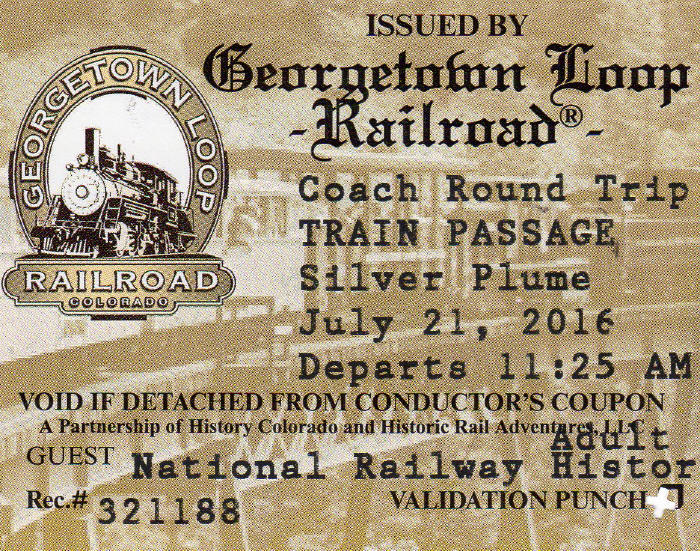 ISSUED BY
Georgetown Loop
-Railroad®-
GEORGETOWN LOOP
RAILROAD
COLORADO
Coach Round Trip
TRAIN PASSAGE
Silver Plume
July 21, 2016
Departs 11:25 AM
VOID IF DETACHED FROM CONDUCTOR'S COUPON
A Partnership of History Colorado and Historic Rail Adventures, LLC
Adult
GUEST National Railway Histor
Rec.# 321188
VALIDATION PUNCH